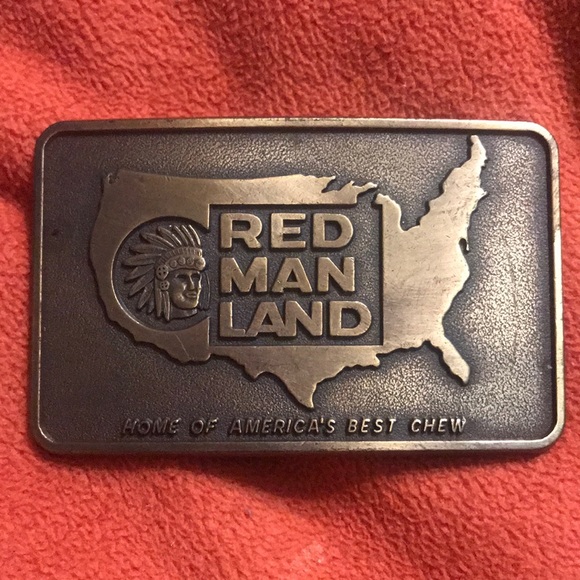 RED
MAN
LAND
HOME OF AMERICA'S BEST CHEW